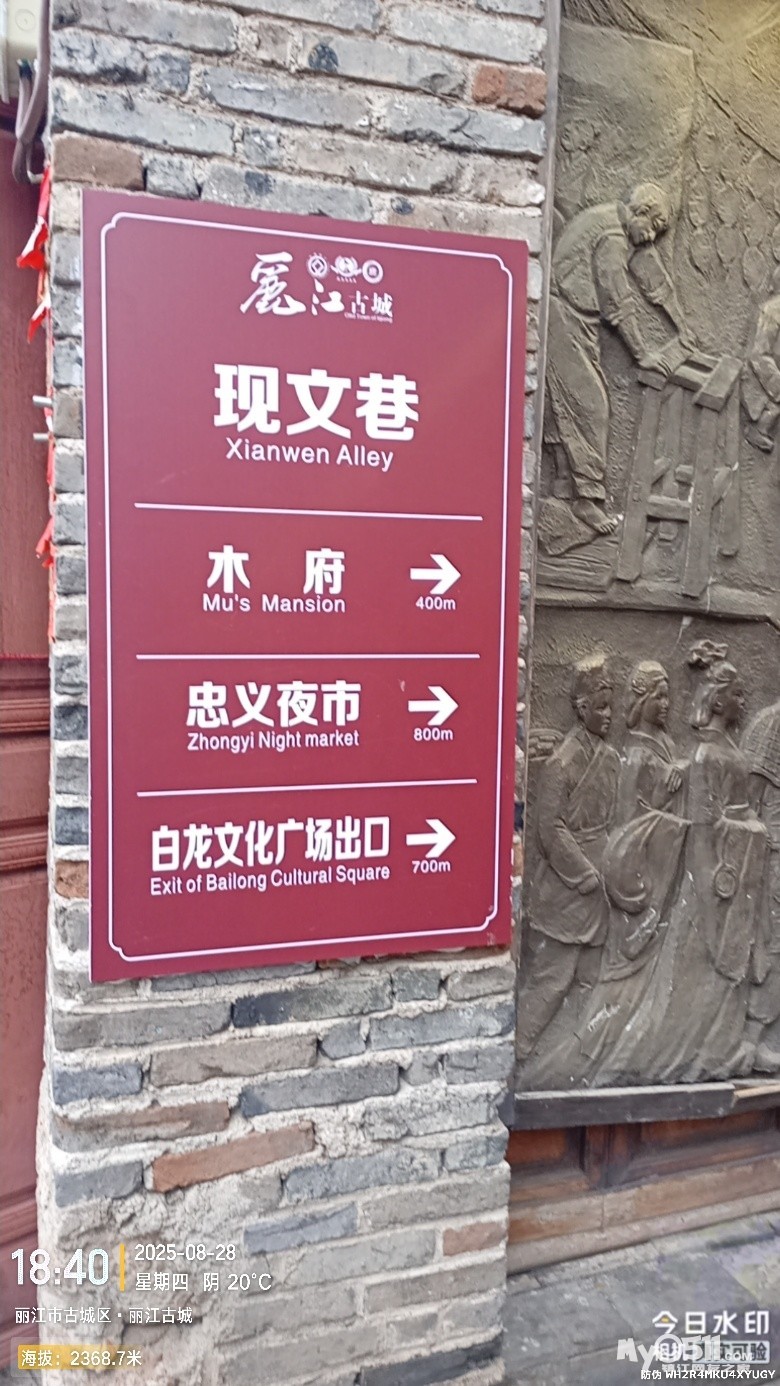 麗江古城
现文巷
Xianwen Alley
木 府
Mu's Mansion
400m
忠义夜市
Zhongyi Night market
800m
白龙文化广场出口
Exit of Bailong Cultural Square
700m
18:40
2025-08-28
星期四 阴 20℃
丽江市古城区·丽江古城
海拔：2368.7米
今日水印
防伪 WH2R4MKU4XYUGY